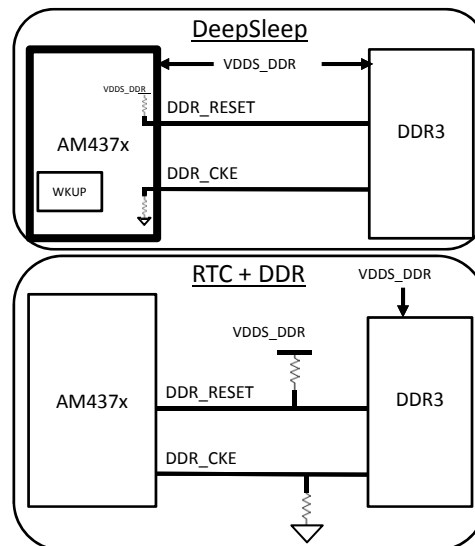 DeepSleep
VDDS_DDR
VDDS_DDR
DDR_RESET
AM437x
DDR3
DDR_CKE
WKUP
RTC + DDR
VDDS_DDR
VDDS_DDR
DDR_RESET
AM437x
DDR3
DDR_CKE